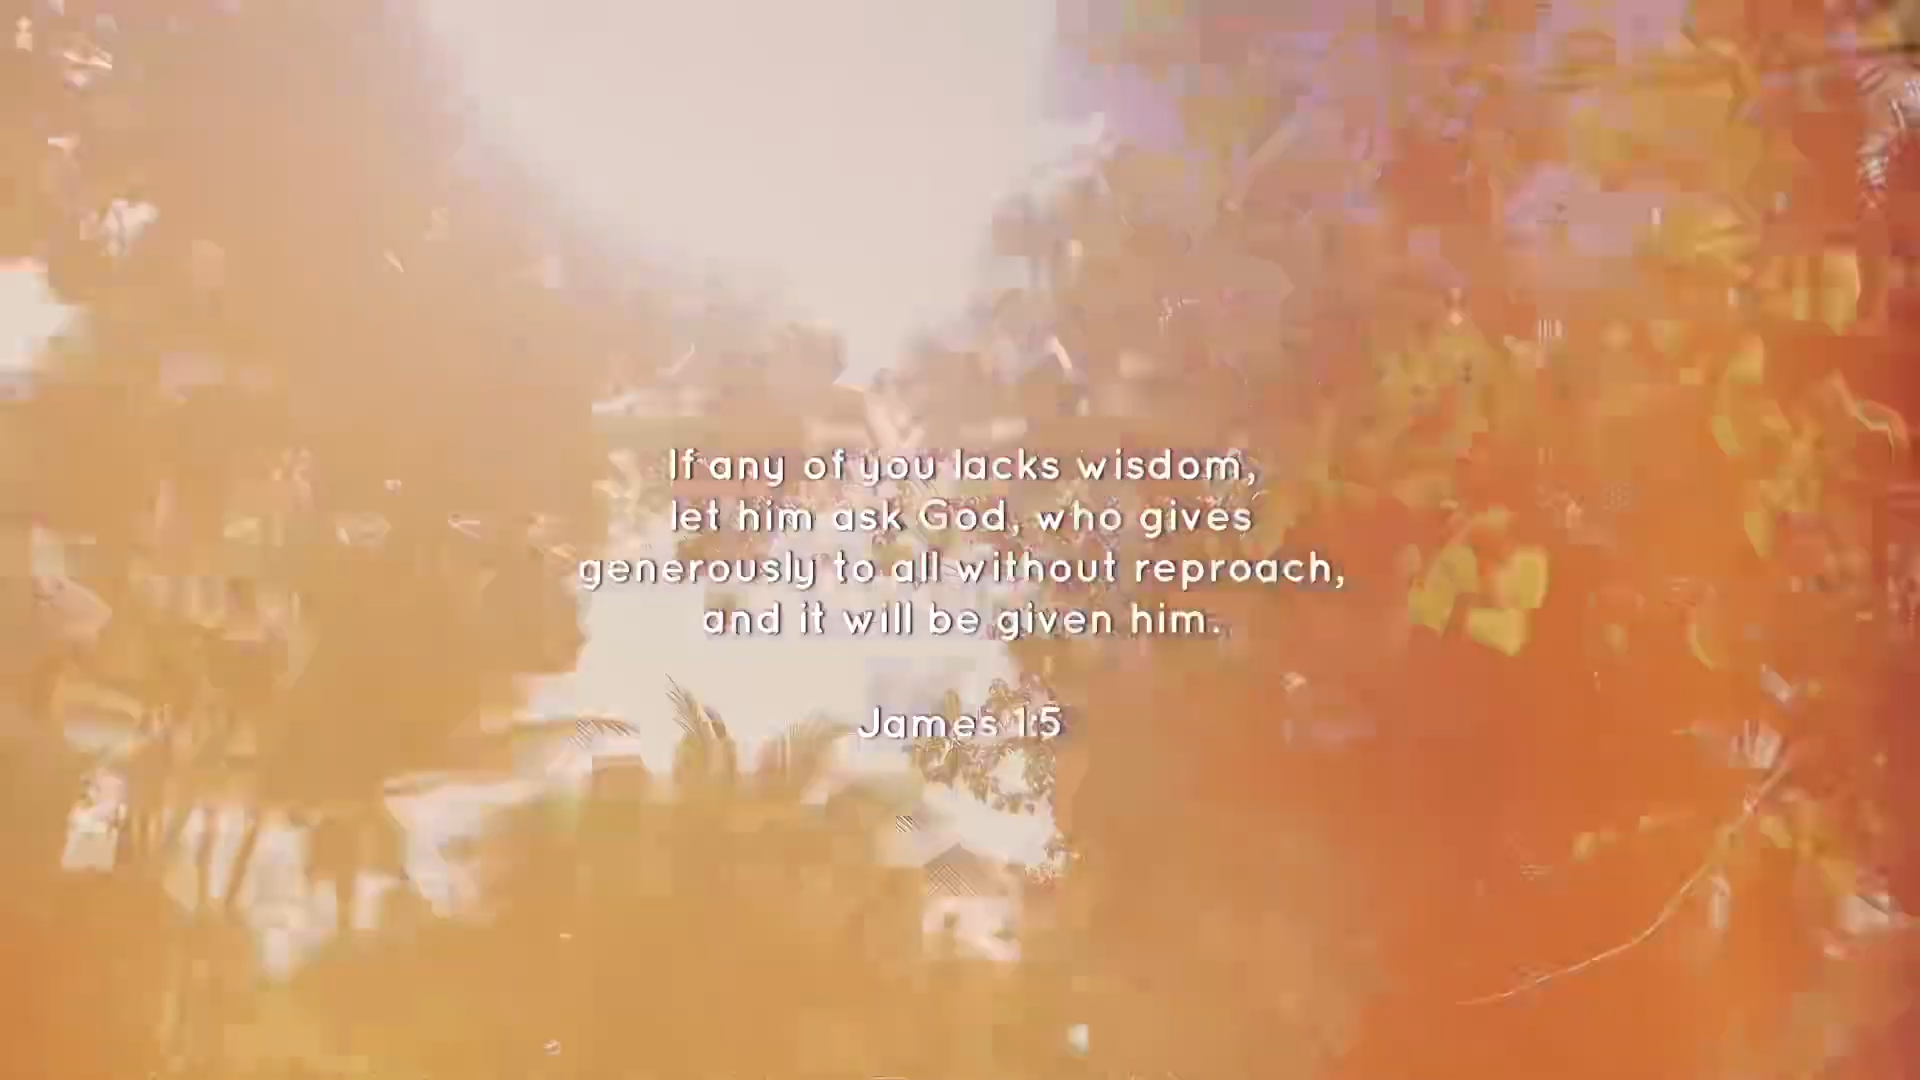 If any of you lacks wisdom,
let him ask God, who gives
generously to all without reproach,
and it will be given him.
James 1:5